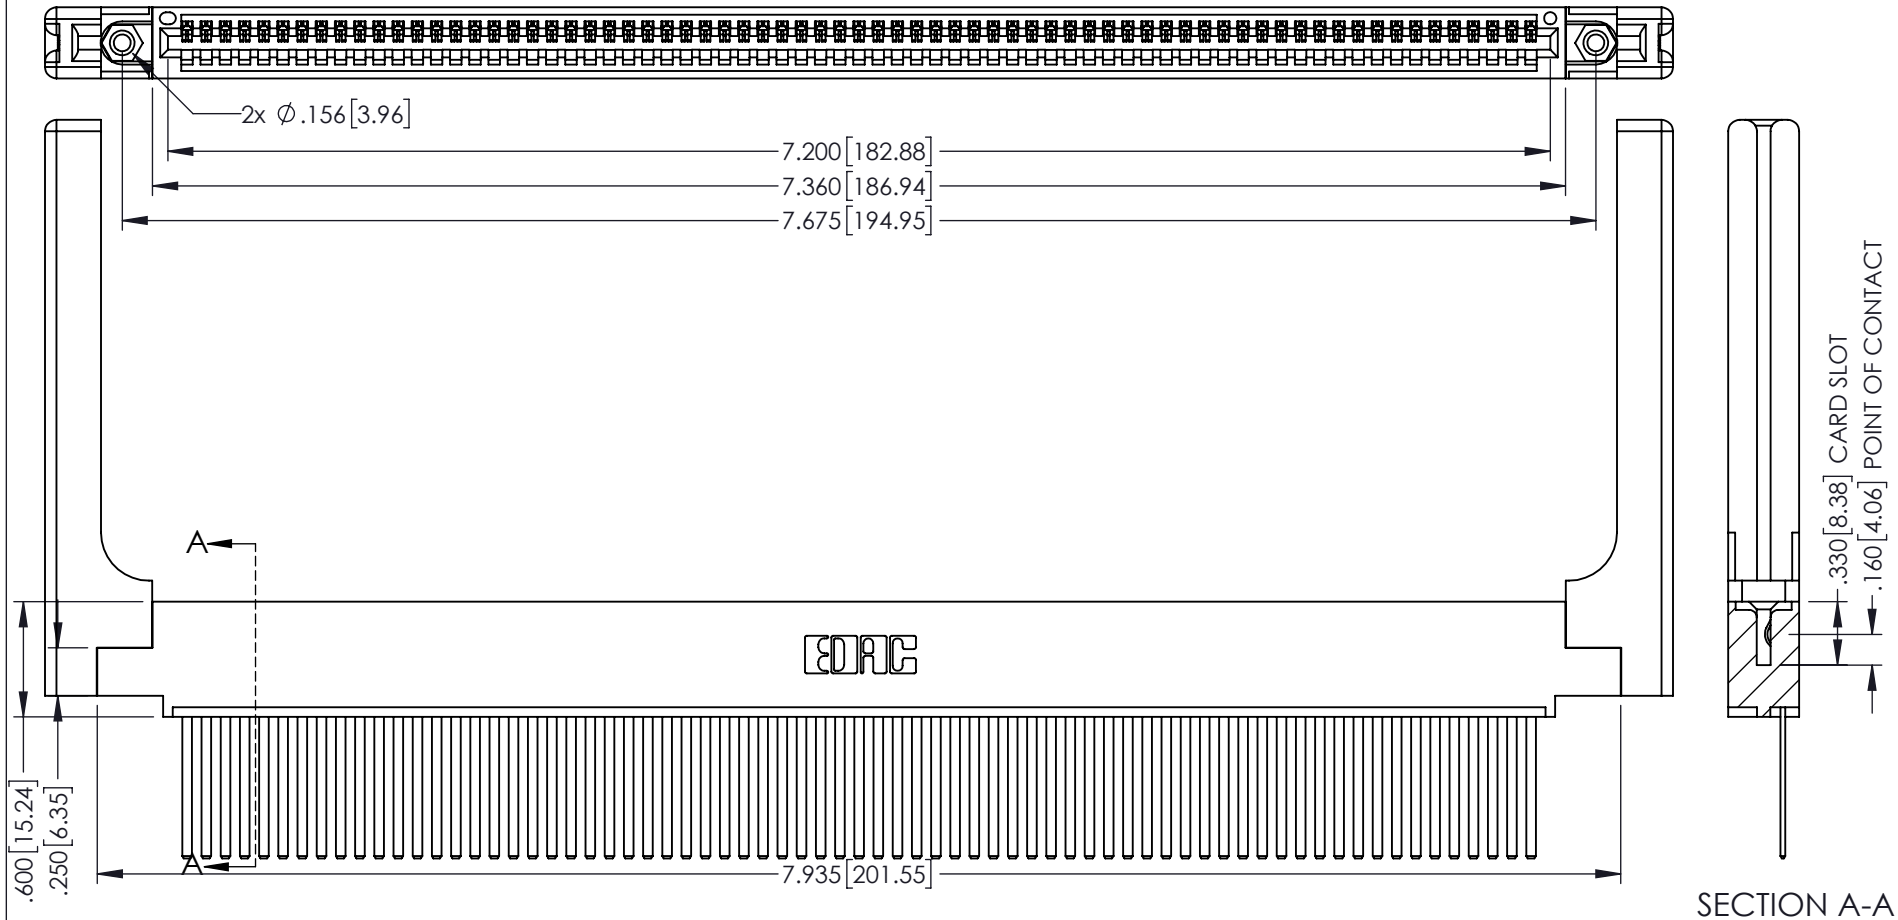 2x Ø.156[3.96]
7.200[182.88]
7.360[186.94]
7.675[194.95]
A
.330[8.38] CARD SLOT
.160[4.06] POINT OF CONTACT
EDAC
.600[15.24]
.250[6.35]
A
7.935[201.55]
SECTION A-A